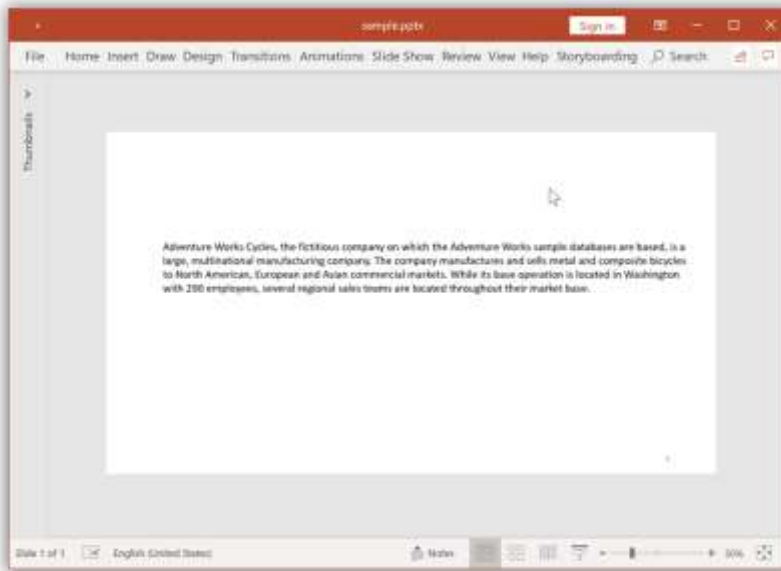 sample.pptx Sign in
File Home Insert Draw Design Transitions Animations Slide Show Review View Help Storyboarding Search
Thumbnails
Adventure Works Cycles, the fictitious company on which the Adventure Works sample databases are based, is a
large, multinational manufacturing company. The company manufactures and sells metal and composite bicycles
to North American, European and Asian commercial markets. While its base operation is located in Washington
with 290 employees, several regional sales teams are located throughout their market base.
Slide 1 of 1 English (United States) Notes